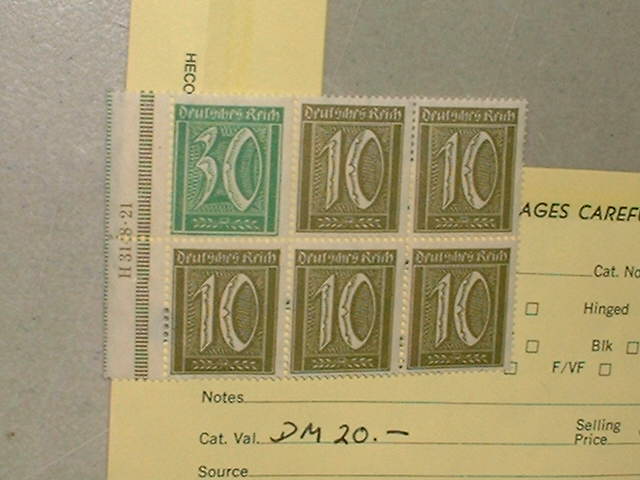 HECO
Deutsches Reich Deutsches Reich Deutsches Reich
30 10 10
H 31 8·21
Deutsches Reich Deutsches Reich Deutsches Reich
10 10 10
AGES CAREFU
Cat. No
Hinged
Blk
F/VF
Notes
Cat. Val. DM 20.-
Selling
Price
Source